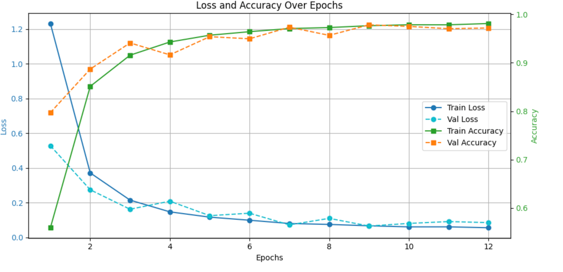 Loss and Accuracy Over Epochs
1.2
1.0
0.8
0.6
0.4
0.2
0.0
Loss
1.0
0.9
0.8
0.7
0.6
Accuracy
Train Loss
Val Loss
Train Accuracy
Val Accuracy
2 4 6 8 10 12
Epochs